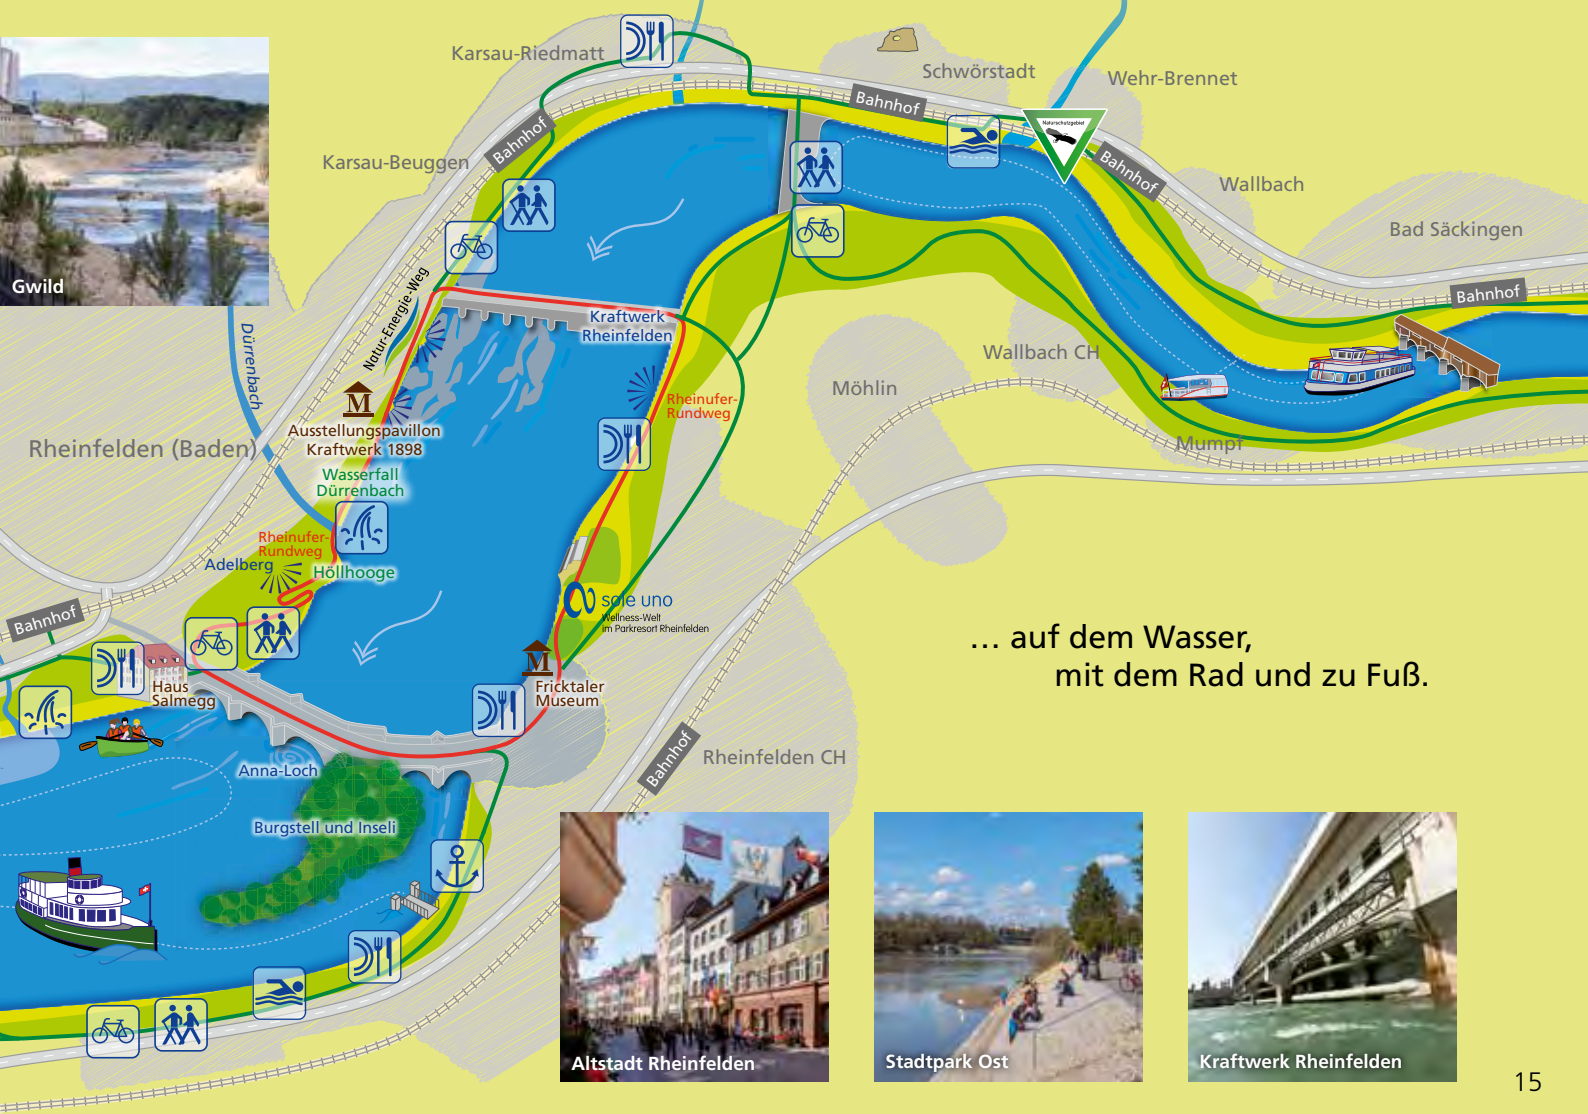 Karsau-Riedmatt
Schwörstadt
Wehr-Brennet
Bahnhof
Naturschutzgebiet
Bahnhof
Karsau-Beuggen
Bahnhof
Wallbach
Bad Säckingen
Gwild
Bahnhof
Natur-Energie-Weg
Kraftwerk
Rheinfelden
Dürrenbach
Wallbach CH
Möhlin
M
Rheinufer-
Rundweg
Ausstellungspavillon
Kraftwerk 1898
Rheinfelden (Baden)
Mumpf
Wasserfall
Dürrenbach
Rheinufer-
Rundweg
Adelberg
Höllhooge
sole uno
Wellness-Welt
im Parkresort Rheinfelden
Bahnhof
… auf dem Wasser,
mit dem Rad und zu Fuß.
M
Haus
Salmegg
Fricktaler
Museum
Bahnhof
Rheinfelden CH
Anna-Loch
Burgstell und Inseli
Altstadt Rheinfelden
Stadtpark Ost
Kraftwerk Rheinfelden
15